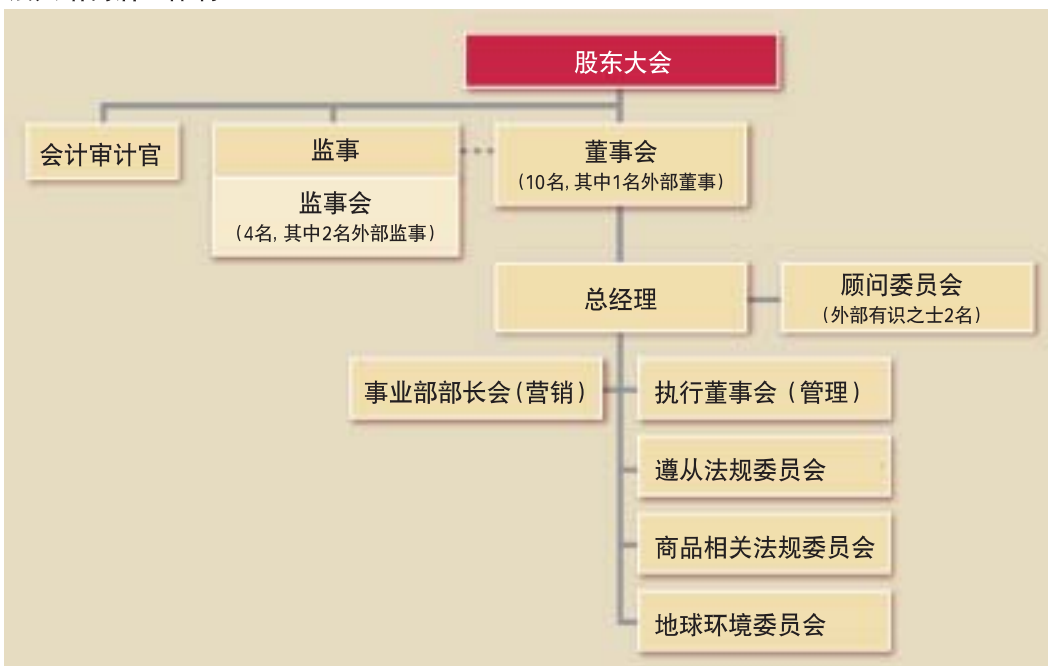 股东大会
会计审计官
监事
董事会
(10名, 其中1名外部董事)
监事会
(4名, 其中2名外部监事)
总经理
顾问委员会
(外部有识之士2名)
事业部部长会(营销)
执行董事会(管理)
遵从法规委员会
商品相关法规委员会
地球环境委员会